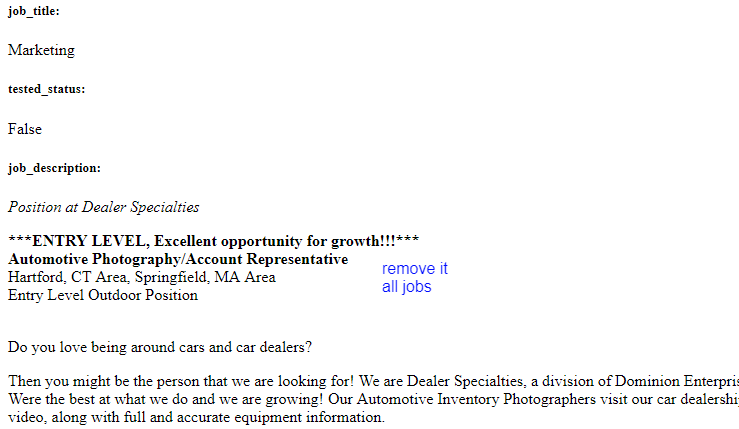 job_title:
Marketing
tested_status:
False
job_description:
Position at Dealer Specialties
***ENTRY LEVEL, Excellent opportunity for growth!!!***
Automotive Photography/Account Representative
Hartford, CT Area, Springfield, MA Area
Entry Level Outdoor Position
remove it
all jobs
Do you love being around cars and car dealers?
Then you might be the person that we are looking for! We are Dealer Specialties, a division of Dominion
Were the best at what we do and we are growing! Our Automotive Inventory Photographers visit our car
video, along with full and accurate equipment information.